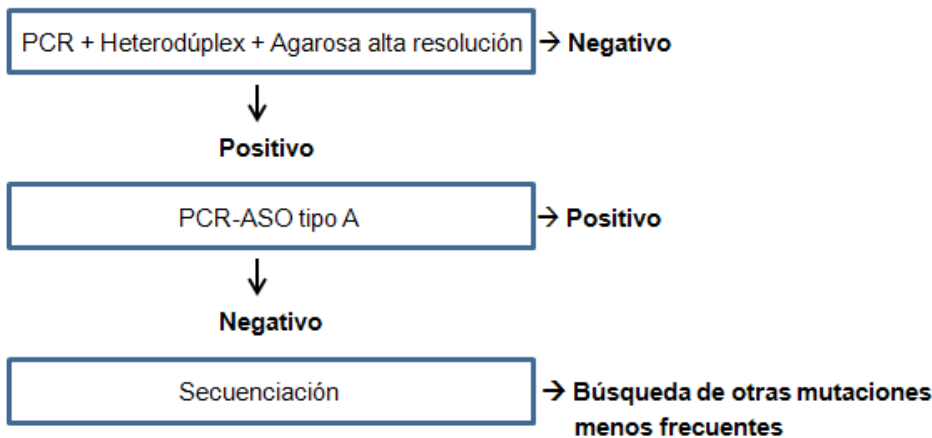 PCR + Heterodúplex + Agarosa alta resolución → Negativo
Positivo
PCR-ASO tipo A → Positivo
Negativo
Secuenciación → Búsqueda de otras mutaciones
menos frecuentes